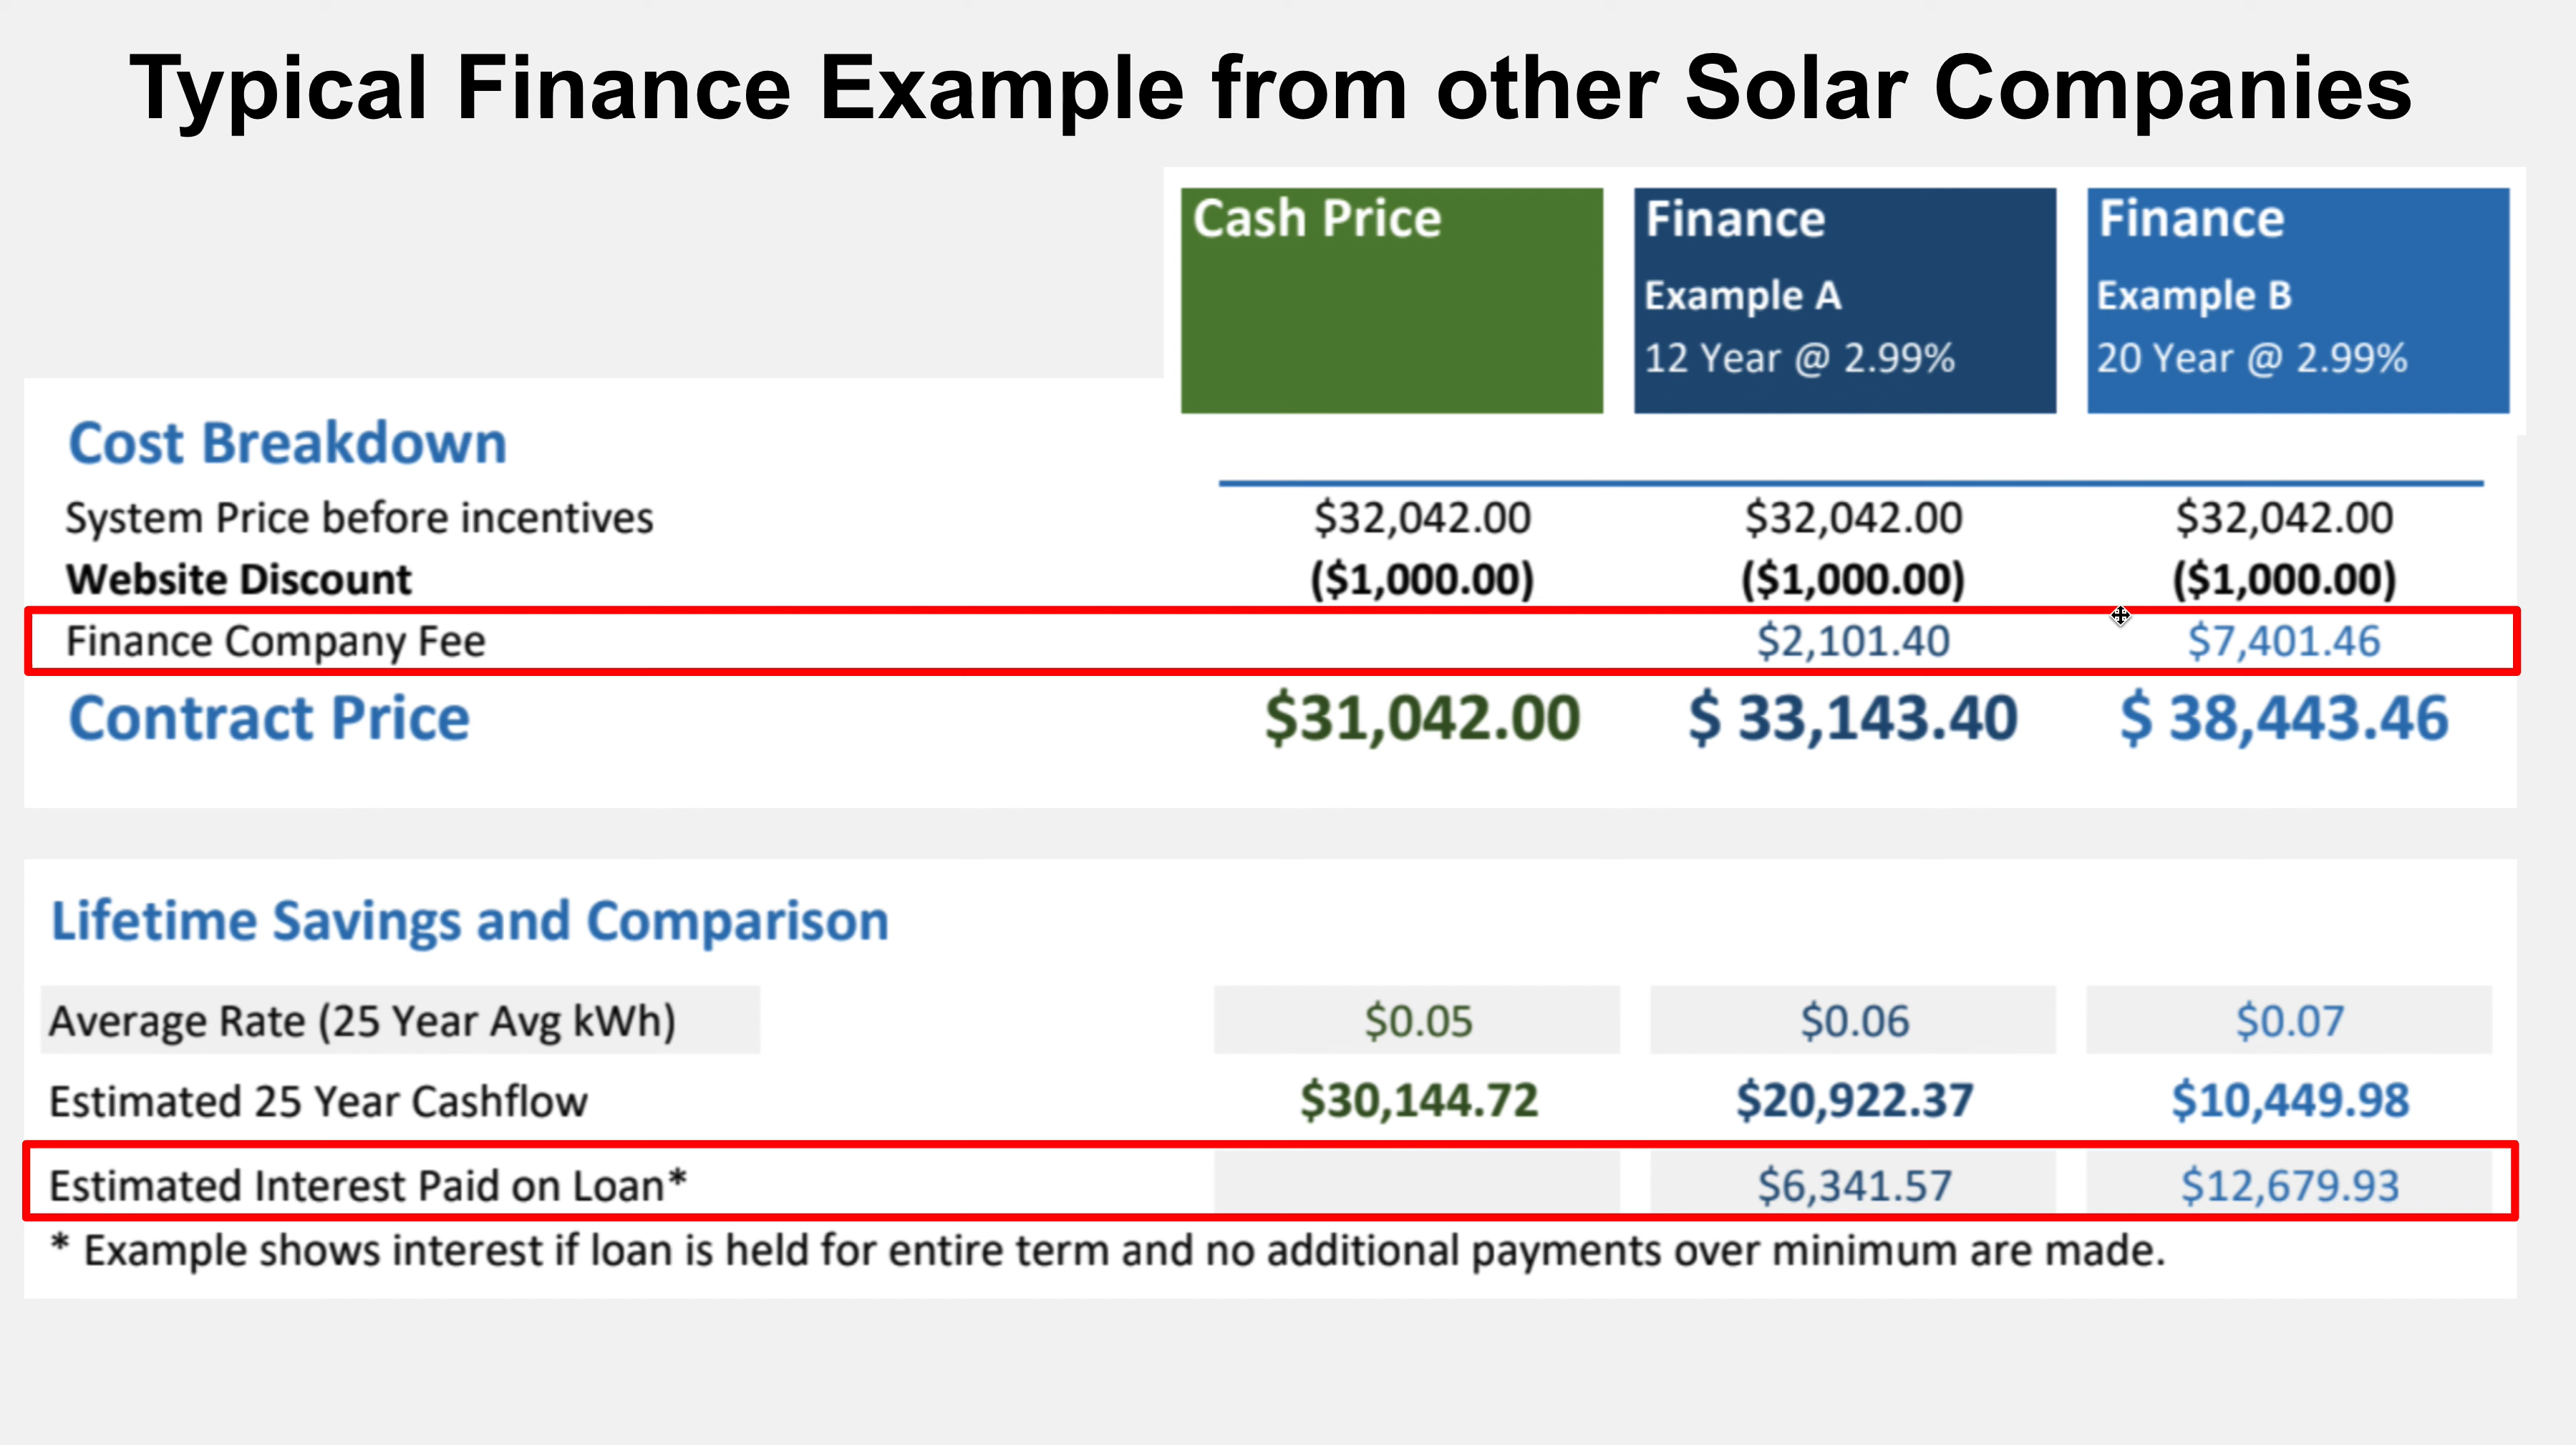 Typical Finance Example from other Solar Companies
Cash Price Finance Finance
Example A Example B
12 Year @ 2.99% 20 Year @ 2.99%
Cost Breakdown
System Price before incentives $32,042.00 $32,042.00 $32,042.00
Website Discount ($1,000.00) ($1,000.00) ($1,000.00)
Finance Company Fee $2,101.40 $7,401.46
Contract Price $31,042.00 $ 33,143.40 $ 38,443.46
Lifetime Savings and Comparison
Average Rate (25 Year Avg kWh) $0.05 $0.06 $0.07
Estimated 25 Year Cashflow $30,144.72 $20,922.37 $10,449.98
Estimated Interest Paid on Loan* $6,341.57 $12,679.93
* Example shows interest if loan is held for entire term and no additional payments over minimum are made.